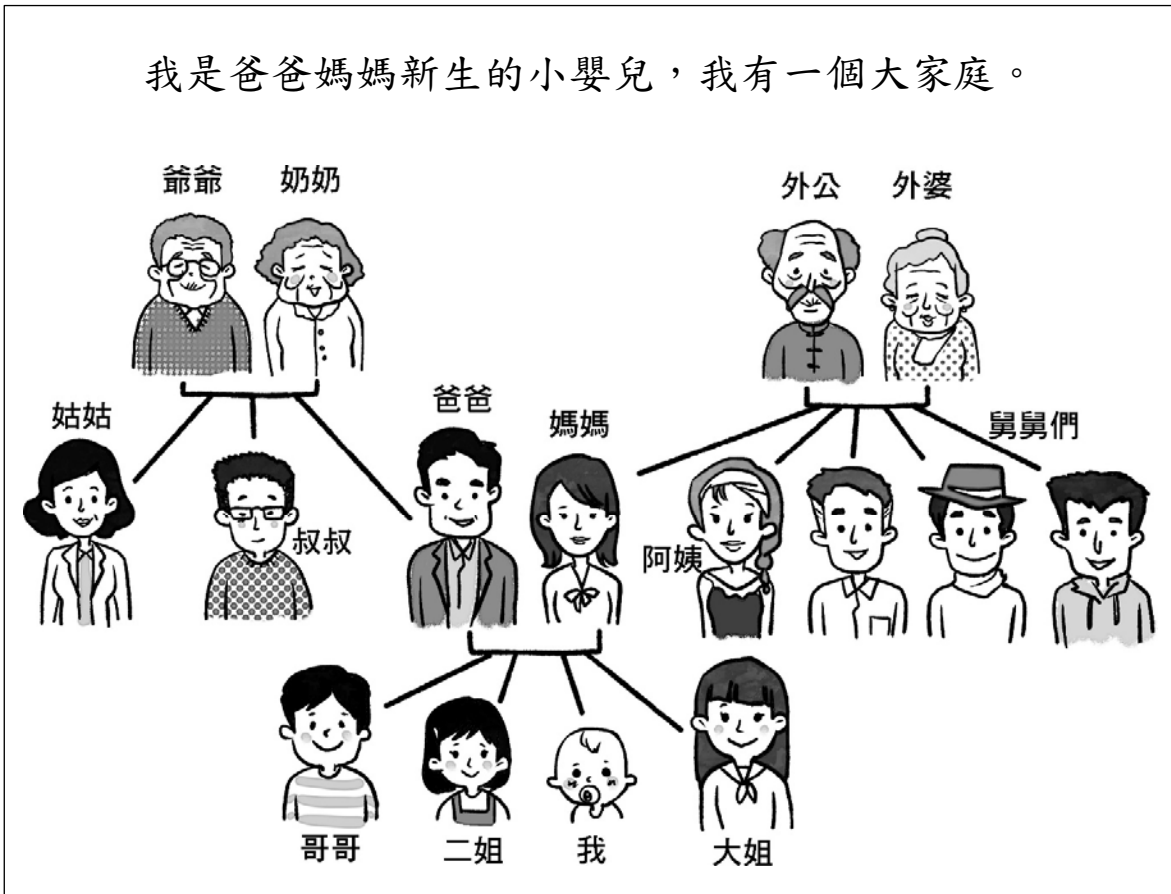 我是爸爸媽媽新生的小嬰兒,我有一個大家庭。
爺爺 奶奶
外公 外婆
姑姑
叔叔
爸爸
媽媽
阿姨
舅舅們
哥哥 二姐 我 大姐